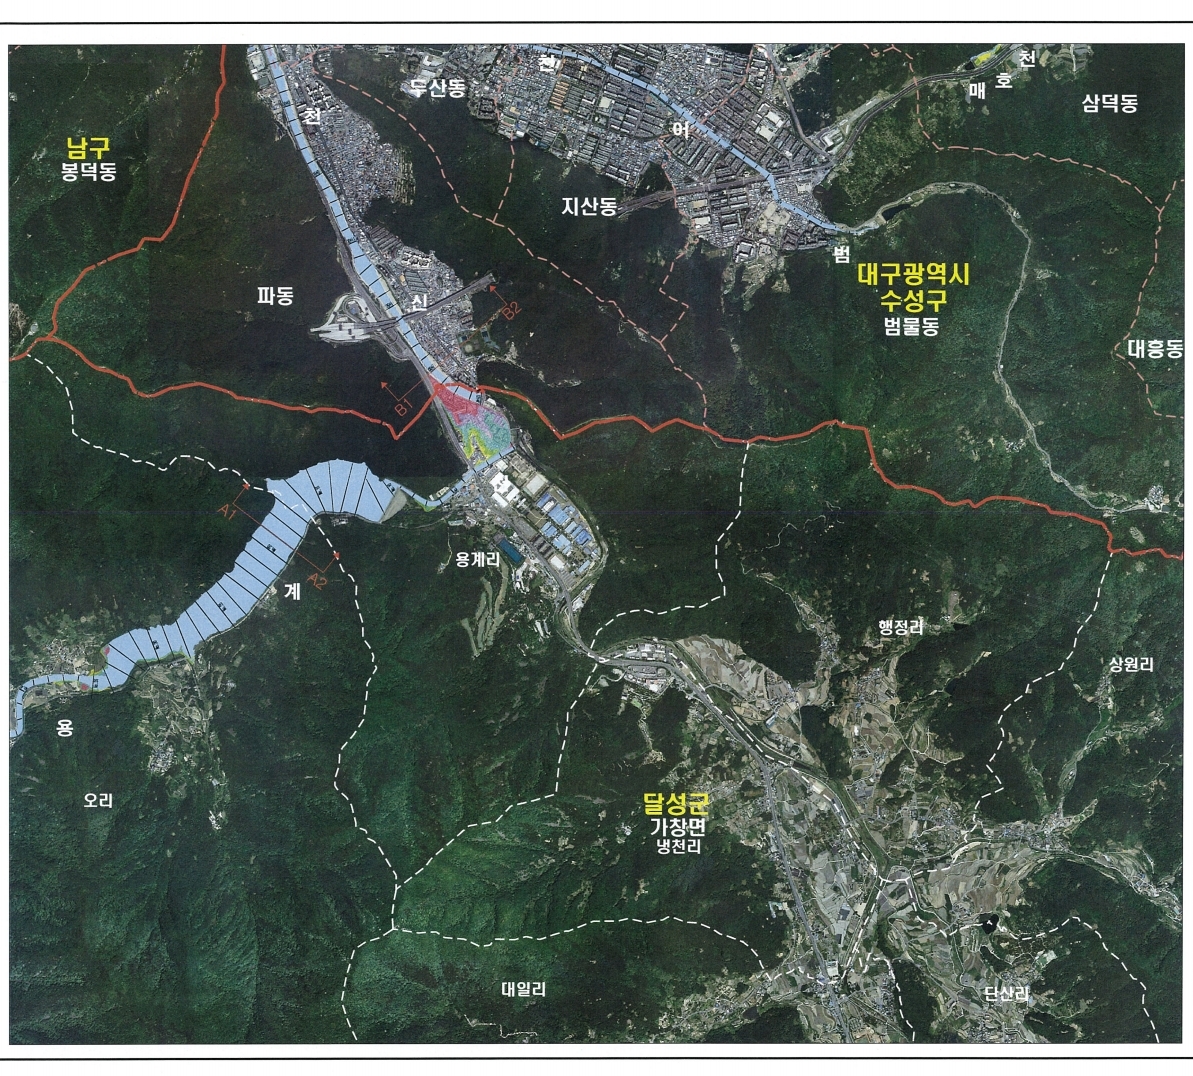 천
천
두산동
매
호
삼덕동
천
어
남구
봉덕동
지산동
범
대구광역시
수성구
범물동
파동
신
B2
대흥동
B1
A1
용계리
A2
계
행정리
상원리
용
오리
달성군
가창면
냉천리
대일리
단산리